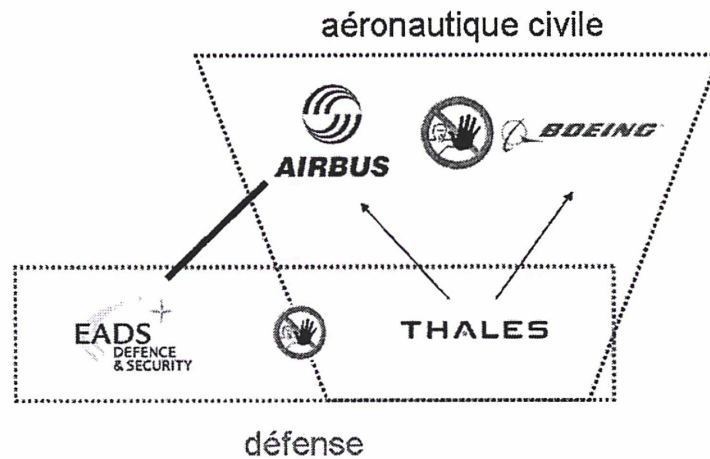 aéronautique civile
AIRBUS
BOEING
EADS
DEFENCE
& SECURITY
THALES
défense